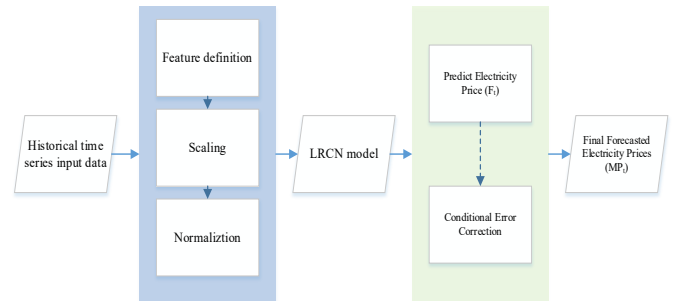 Historical time
series input data
Feature definition
Scaling
Normaliztion
LRCN model
Predict Electricity
Price (Ft)
Conditional Error
Correction
Final Forecasted
Electricity Prices
(MPt)